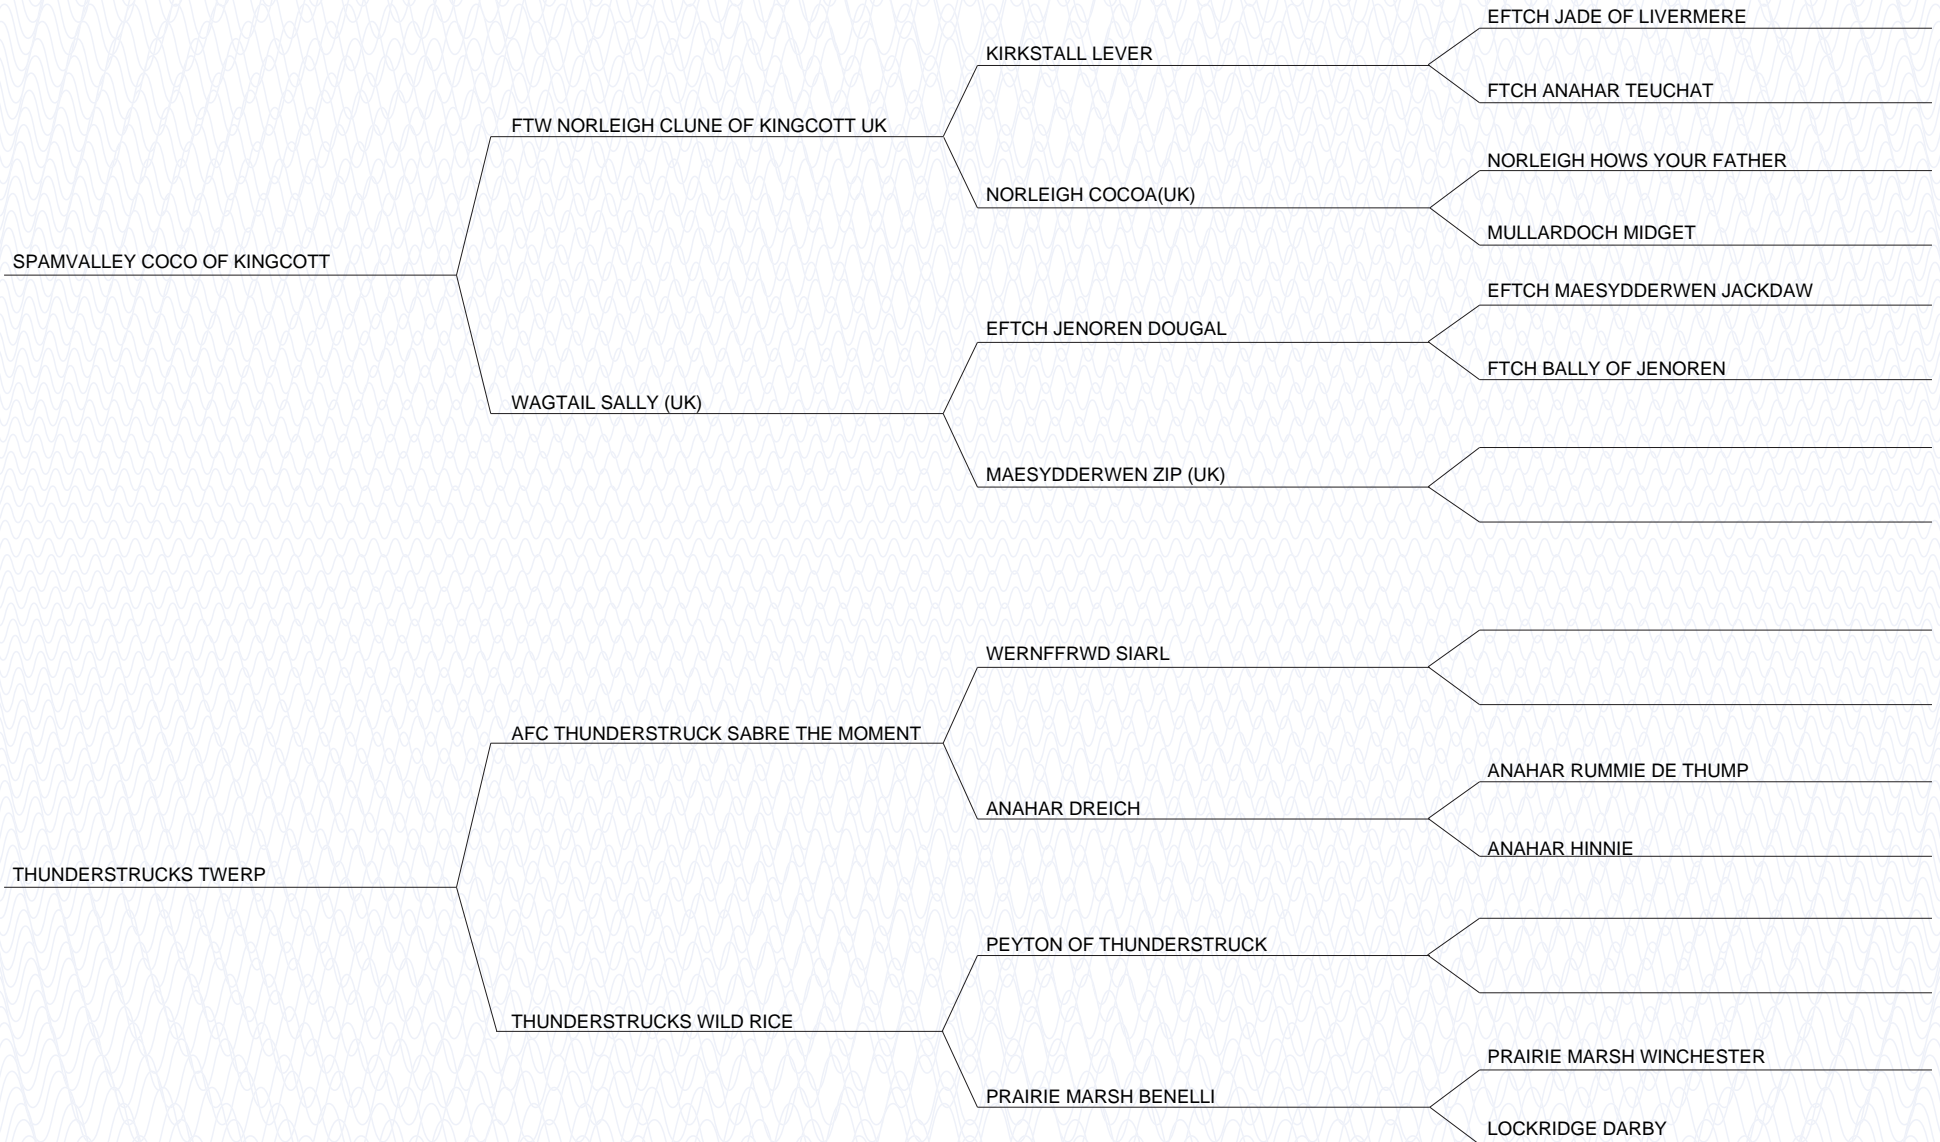 EFTCH JADE OF LIVERMERE
KIRKSTALL LEVER
FTCH ANAHAR TEUCHAT
FTW NORLEIGH CLUNE OF KINGCOTT UK
NORLEIGH HOWS YOUR FATHER
NORLEIGH COCOA(UK)
MULLARDOCH MIDGET
SPAMVALLEY COCO OF KINGCOTT
EFTCH MAESYDDERWEN JACKDAW
EFTCH JENOREN DOUGAL
FTCH BALLY OF JENOREN
WAGTAIL SALLY (UK)
MAESYDDERWEN ZIP (UK)
WERNFFRWD SIARL
AFC THUNDERSTRUCK SABRE THE MOMENT
ANAHAR RUMMIE DE THUMP
ANAHAR DREICH
ANAHAR HINNIE
THUNDERSTRUCKS TWERP
PEYTON OF THUNDERSTRUCK
THUNDERSTRUCKS WILD RICE
PRAIRIE MARSH WINCHESTER
PRAIRIE MARSH BENELLI
LOCKRIDGE DARBY